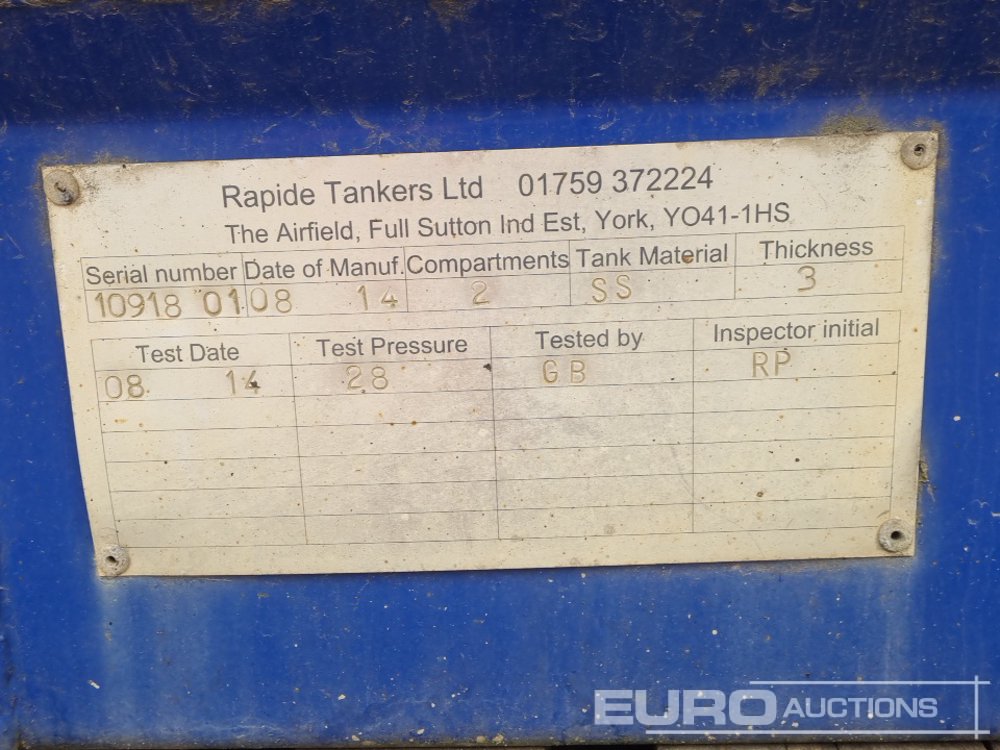 Rapide Tankers Ltd 01759 372224
The Airfield, Full Sutton Ind Est, York, YO41-1HS
Serial number Date of Manuf. Compartments Tank Material Thickness
10918 01 08 14 2 SS 3
Test Date Test Pressure Tested by Inspector initial
08 14 28 GB RP
EURO AUCTIONS